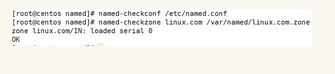 [root@centos named]# named-checkconf /etc/named.conf
[root@centos named]# named-checkzone linux.com /var/named/linux.com.zone
zone linux.com/IN: loaded serial 0
OK